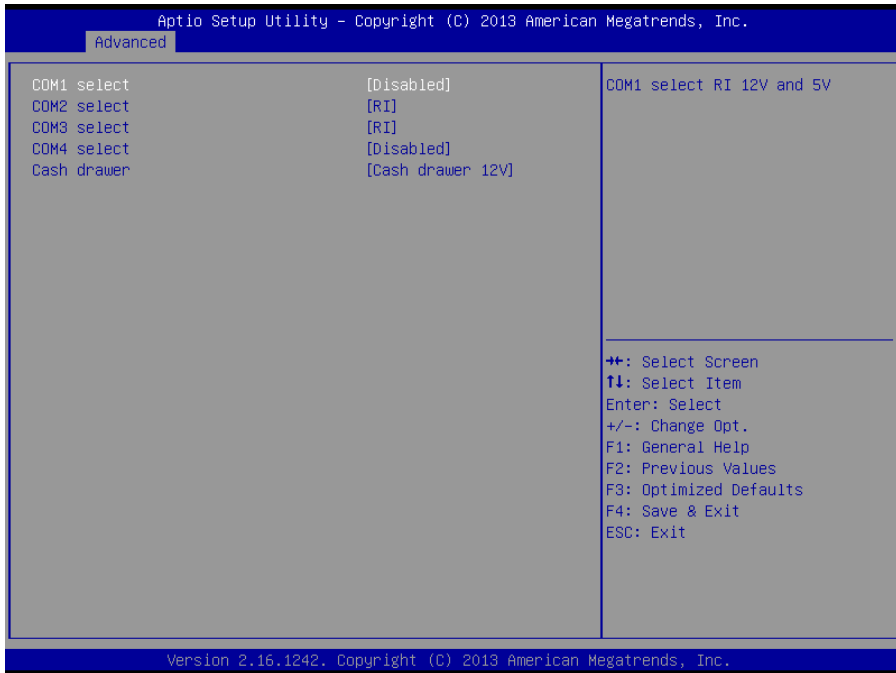 Aptio Setup Utility – Copyright (C) 2013 American Megatrends, Inc.
Advanced
COM1 select [Disabled]
COM2 select [RI]
COM3 select [RI]
COM4 select [Disabled]
Cash drawer [Cash drawer 12V]
COM1 select RI 12V and 5V
→←: Select Screen
↑↓: Select Item
Enter: Select
+/-: Change Opt.
F1: General Help
F2: Previous Values
F3: Optimized Defaults
F4: Save & Exit
ESC: Exit
Version 2.16.1242. Copyright (C) 2013 American Megatrends, Inc.